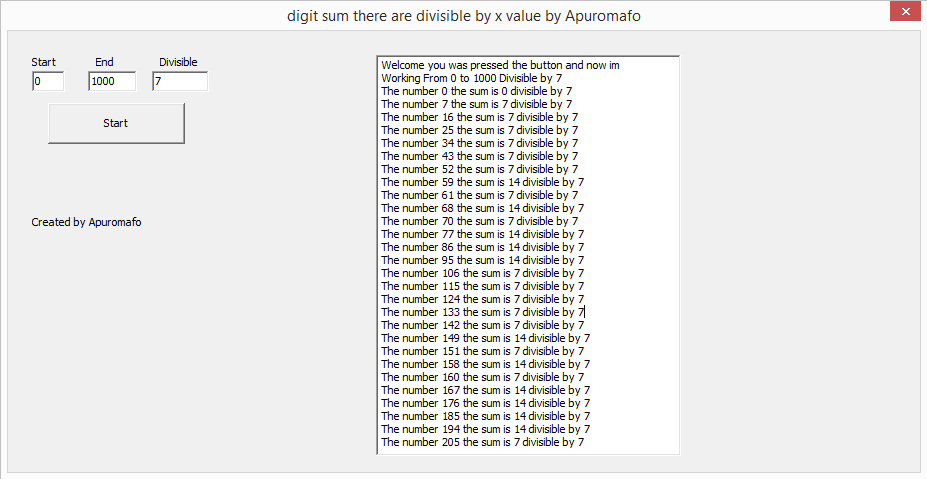 digit sum there are divisible by x value by Apuromafo
Start End Divisible
0 1000 7
Start
Created by Apuromafo
Welcome you was pressed the button and now im
Working From 0 to 1000 Divisible by 7
The number 0 the sum is 0 divisible by 7
The number 7 the sum is 7 divisible by 7
The number 16 the sum is 7 divisible by 7
The number 25 the sum is 7 divisible by 7
The number 34 the sum is 7 divisible by 7
The number 43 the sum is 7 divisible by 7
The number 52 the sum is 7 divisible by 7
The number 59 the sum is 14 divisible by 7
The number 61 the sum is 7 divisible by 7
The number 68 the sum is 14 divisible by 7
The number 70 the sum is 7 divisible by 7
The number 77 the sum is 14 divisible by 7
The number 86 the sum is 14 divisible by 7
The number 95 the sum is 14 divisible by 7
The number 106 the sum is 7 divisible by 7
The number 115 the sum is 7 divisible by 7
The number 124 the sum is 7 divisible by 7
The number 133 the sum is 7 divisible by 7
The number 142 the sum is 7 divisible by 7
The number 149 the sum is 14 divisible by 7
The number 151 the sum is 7 divisible by 7
The number 158 the sum is 14 divisible by 7
The number 160 the sum is 7 divisible by 7
The number 167 the sum is 14 divisible by 7
The number 176 the sum is 14 divisible by 7
The number 185 the sum is 14 divisible by 7
The number 194 the sum is 14 divisible by 7
The number 205 the sum is 7 divisible by 7